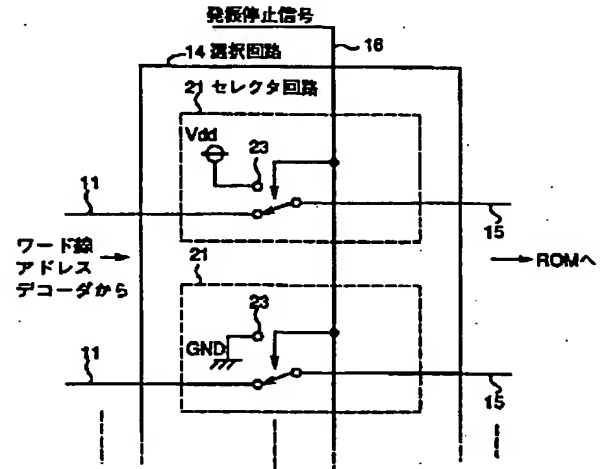 発振停止信号
16
14 選択回路
21 セレクタ回路
Vdd
23
11
15
ワード線
アドレス
デコーダから
ROMへ
21
23
GND
11
15